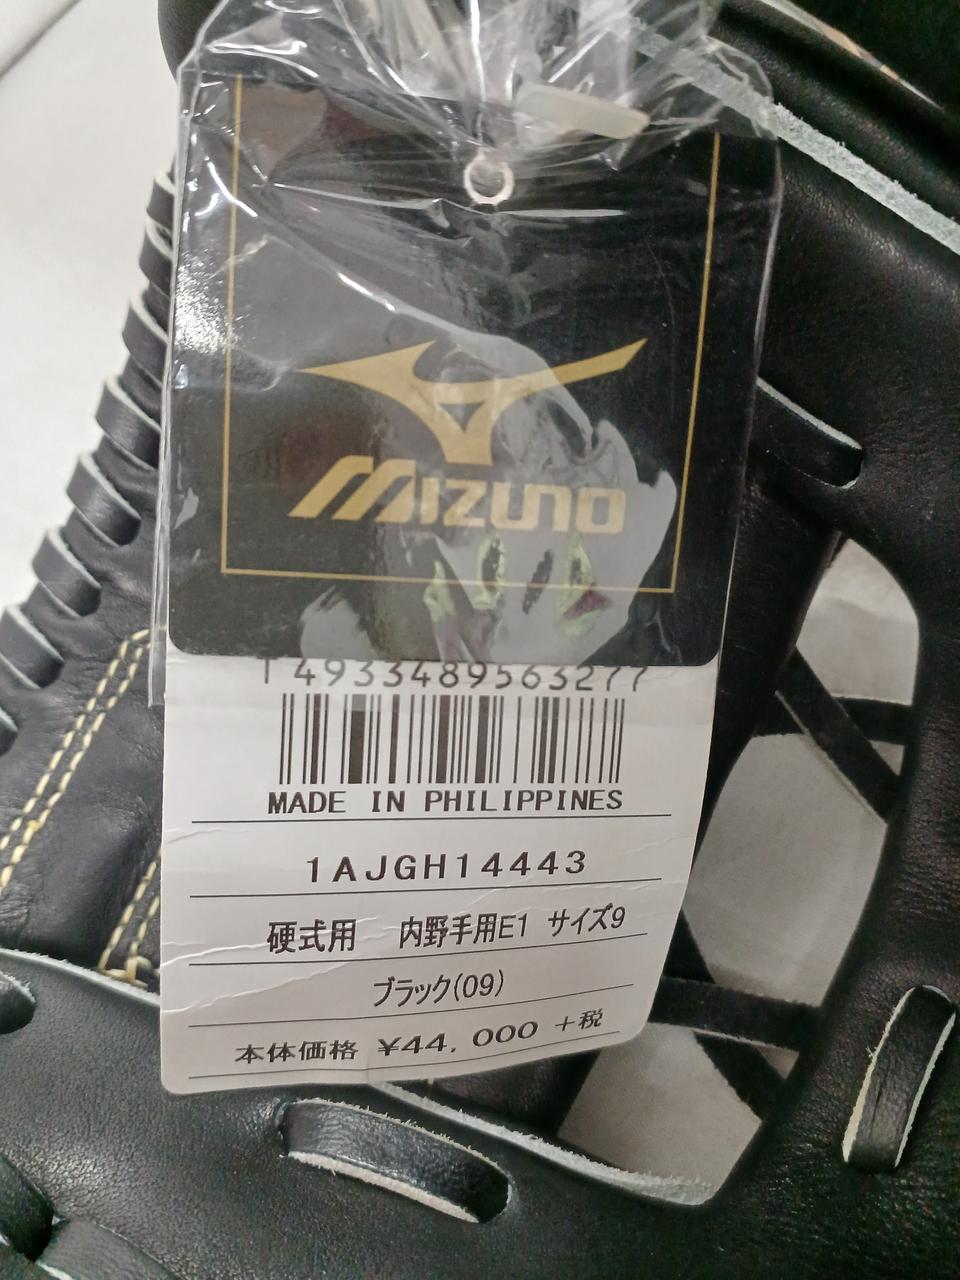 MIZUNO
T 4933489563277
MADE IN PHILIPPINES
1AJGH14443
硬式用 内野手用E1 サイズ9
ブラック(09)
本体価格 ¥44,000 +税